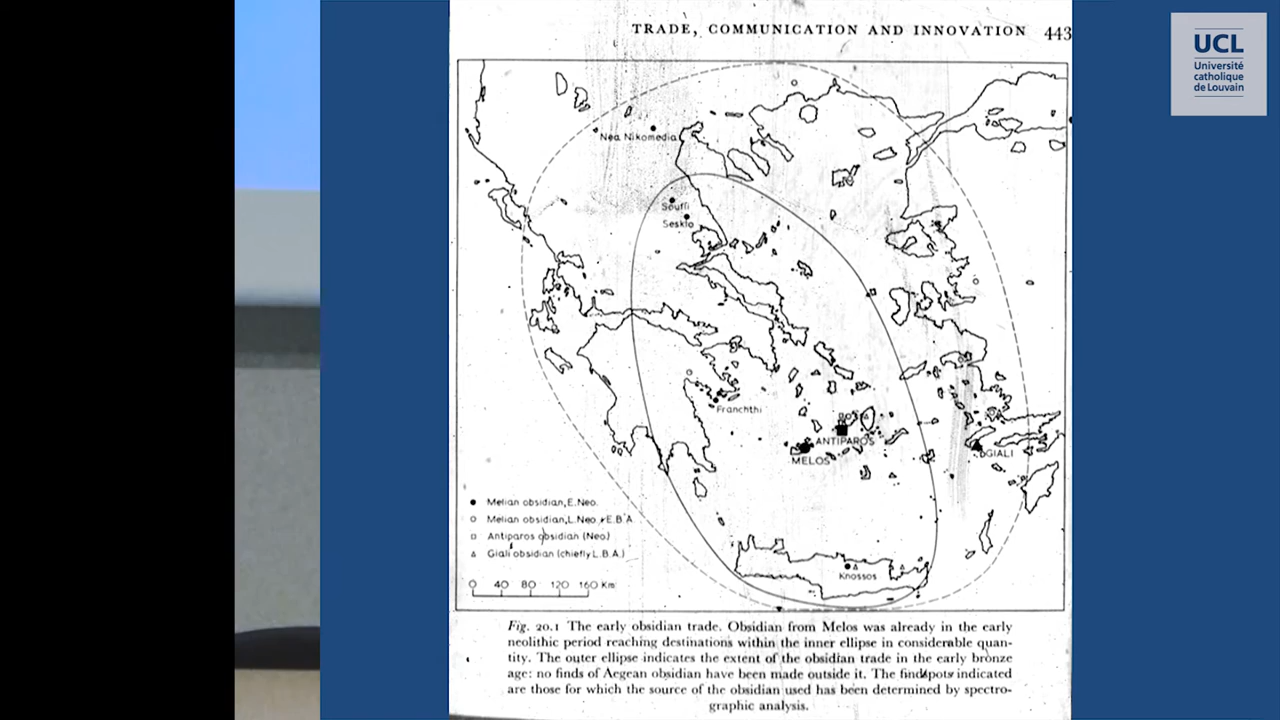 TRADE, COMMUNICATION AND INNOVATION 443
UCL
Université
catholique
de Louvain
Nea Nikomedia
Soufli
Sesklo
Franchthi
ANTIPAROS
MELOS
GIALI
Knossos
Melian obsidian, E.Neo.
Melian obsidian, L.Neo + E.B.A
Antiparos obsidian (Neo)
Giali obsidian (chiefly L.B.A.)
0 40 80 120 160 Km
Fig. 20.1 The early obsidian trade. Obsidian from Melos was already in the early
neolithic period reaching destinations within the inner ellipse in considerable quan-
tity. The outer ellipse indicates the extent of the obsidian trade in the early bronze
age: no finds of Aegean obsidian have been made outside it. The findspots indicated
are those for which the source of the obsidian used has been determined by spectro-
graphic analysis.